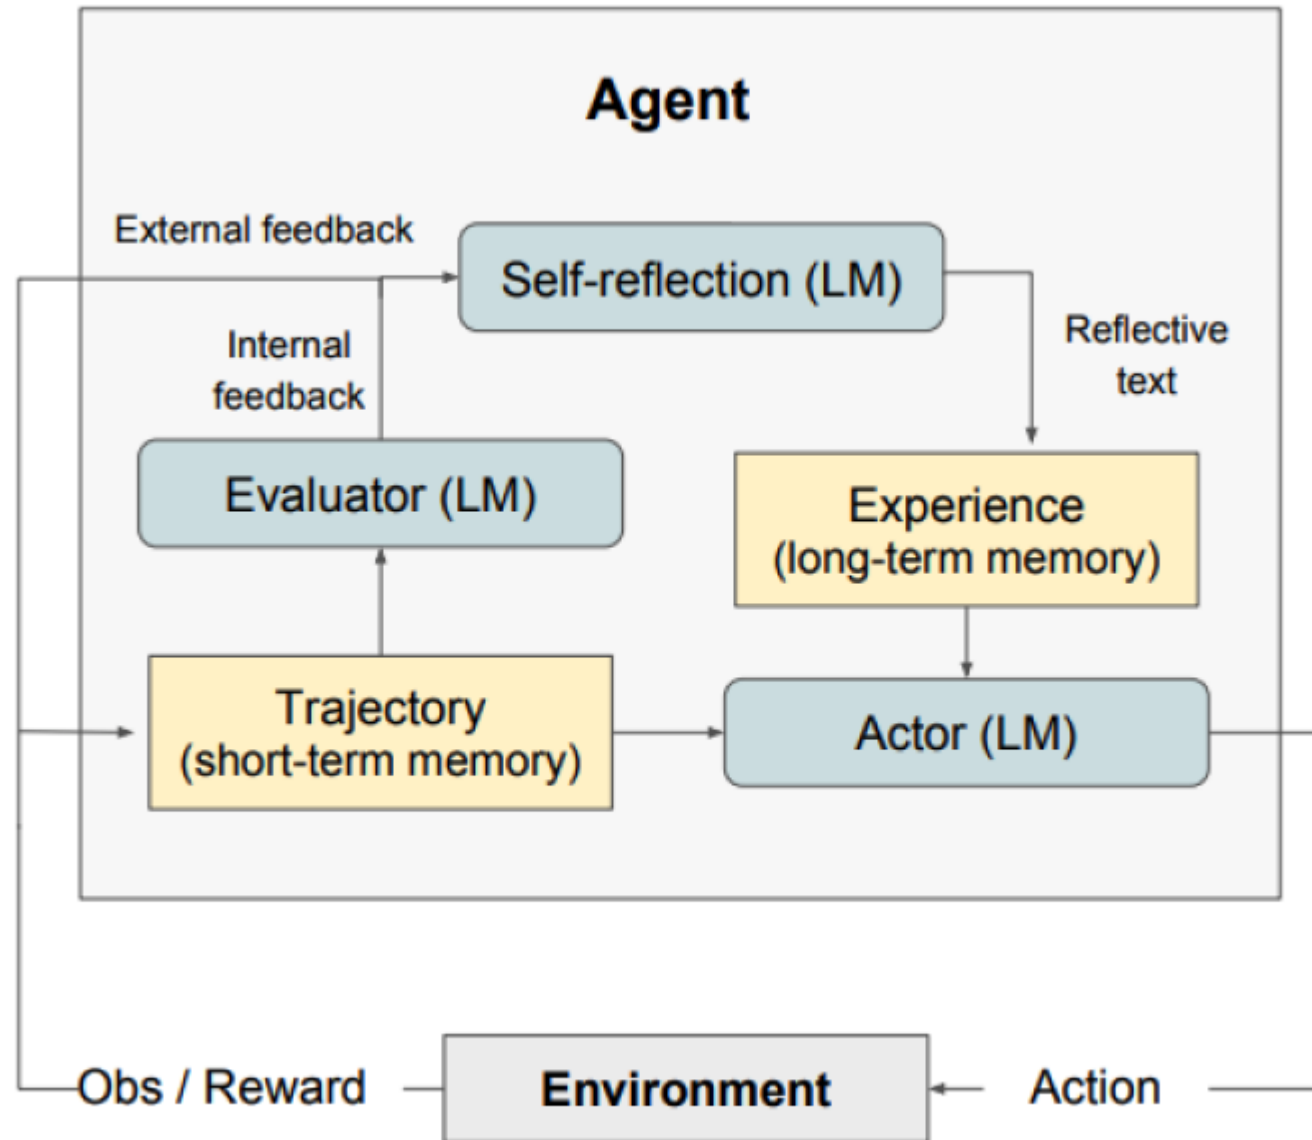 Agent
External feedback
Self-reflection (LM)
Internal
feedback
Reflective
text
Evaluator (LM)
Experience
(long-term memory)
Trajectory
(short-term memory)
Actor (LM)
Obs / Reward
Environment
Action